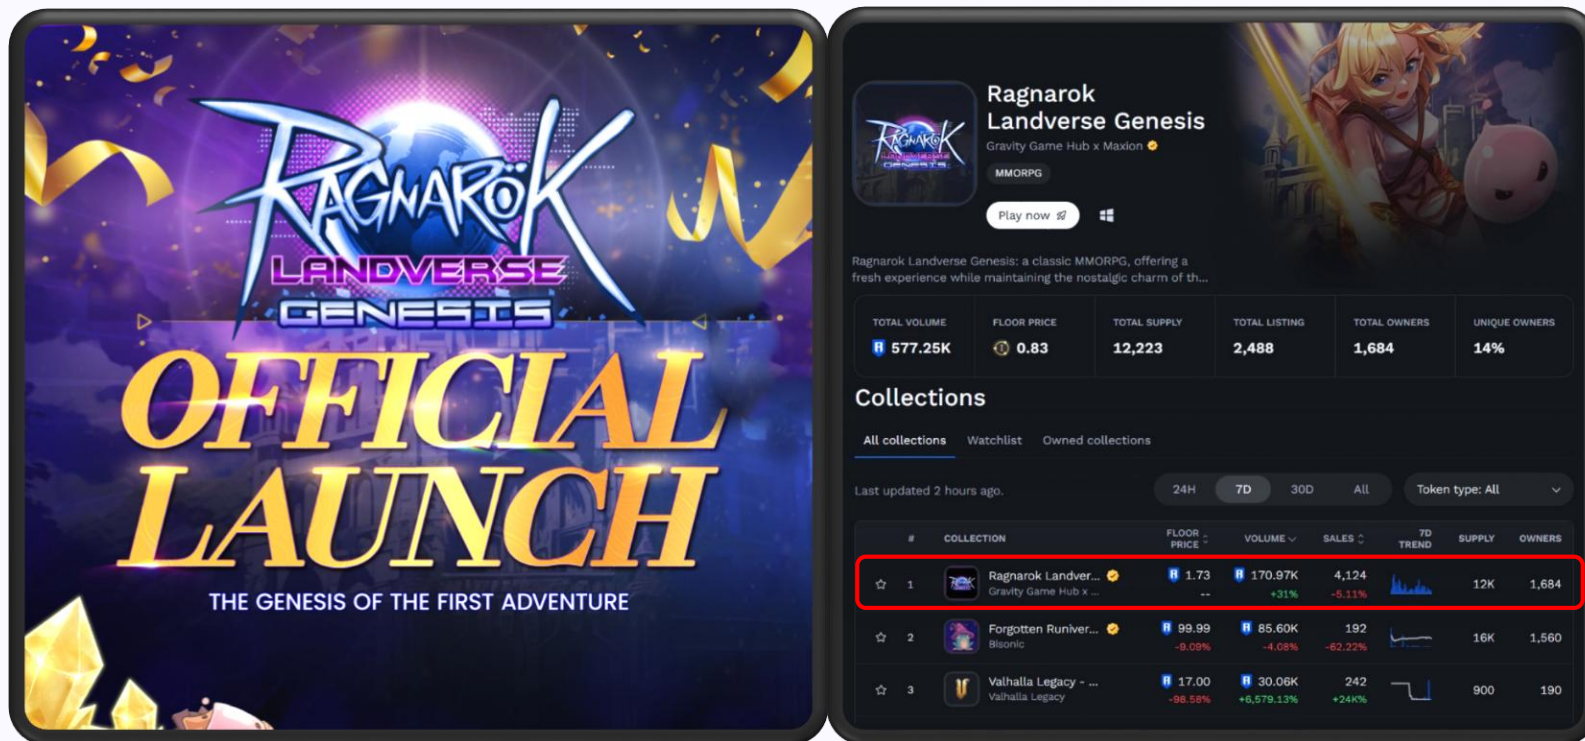 RAGNARÖK
LANDVERSE
GENESIS
OFFICIAL
LAUNCH
THE GENESIS OF THE FIRST ADVENTURE
RAGNARÖK
Ragnarok
Landverse Genesis
Gravity Game Hub x Maxion
MMORPG
Play now
Ragnarok Landverse Genesis: a classic MMORPG, offering a
fresh experience while maintaining the nostalgic charm of th...
TOTAL VOLUME FLOOR PRICE TOTAL SUPPLY TOTAL LISTING TOTAL OWNERS UNIQUE OWNERS
577.25K 0.83 12,223 2,488 1,684 14%
Collections
All collections Watchlist Owned collections
Last updated 2 hours ago. 24H 7D 30D All Token type: All
# COLLECTION FLOOR PRICE VOLUME SALES 7D TREND SUPPLY OWNERS
1 Ragnarok Landver... 1.73 170.97K 4,124 12K 1,684
Gravity Game Hub x ... -- +31% -5.11%
2 Forgotten Runiver... 99.99 85.60K 192 16K 1,560
Bisonic -9.09% -4.08% -62.22%
3 Valhalla Legacy - ... 17.00 30.06K 242 900 190
Valhalla Legacy -98.58% +6,579.13% +24K%